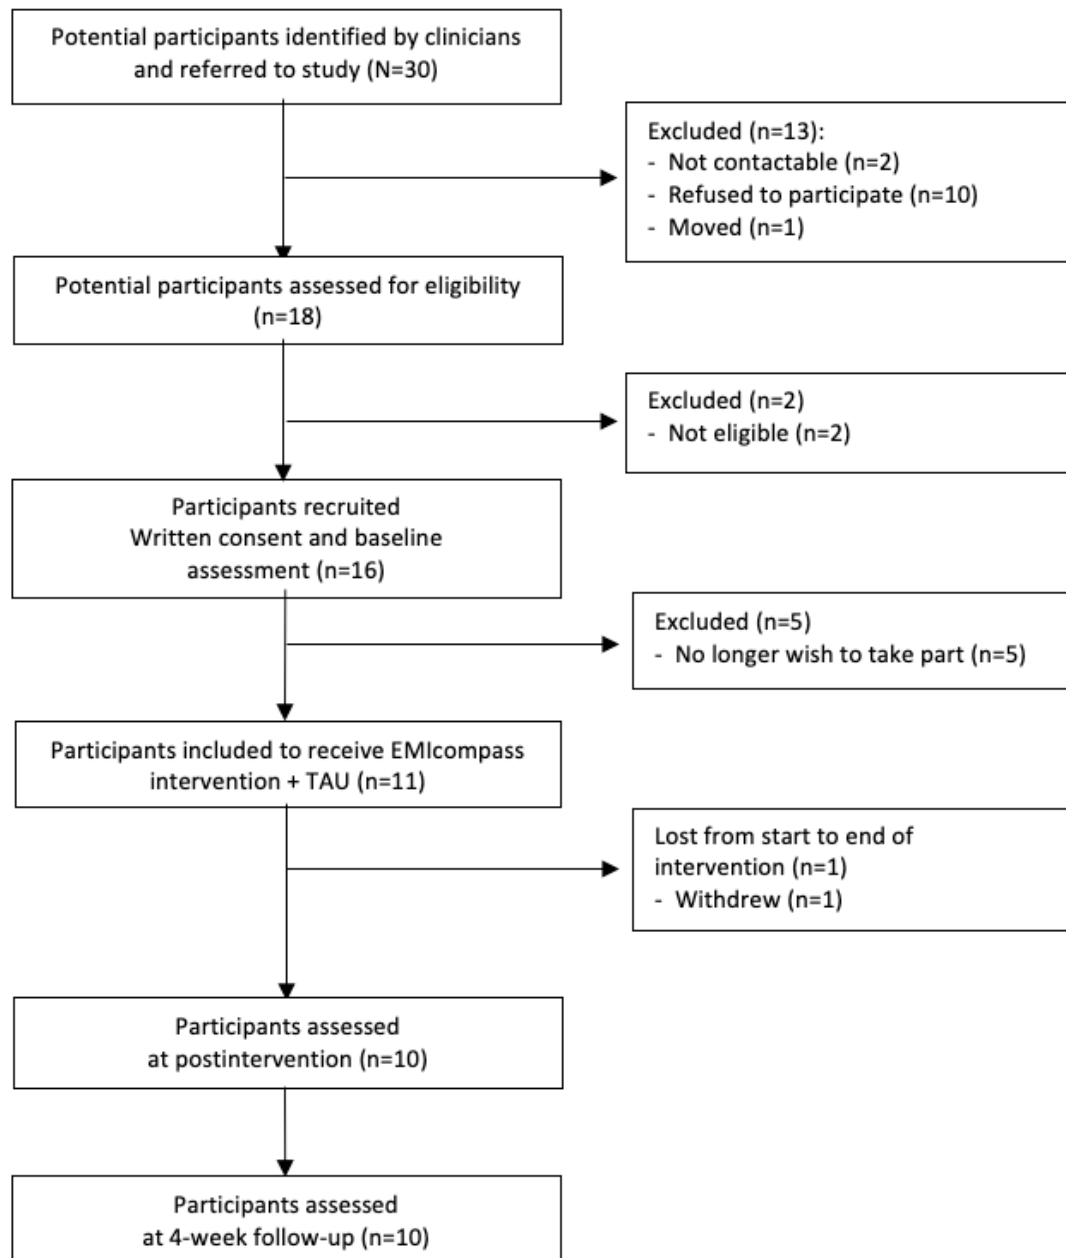 Potential participants identified by clinicians
and referred to study (N=30)
Excluded (n=13):
- Not contactable (n=2)
- Refused to participate (n=10)
- Moved (n=1)
Potential participants assessed for eligibility
(n=18)
Excluded (n=2)
- Not eligible (n=2)
Participants recruited
Written consent and baseline
assessment (n=16)
Excluded (n=5)
- No longer wish to take part (n=5)
Participants included to receive EMIcompass
intervention + TAU (n=11)
Lost from start to end of
intervention (n=1)
- Withdrew (n=1)
Participants assessed
at postintervention (n=10)
Participants assessed
at 4-week follow-up (n=10)